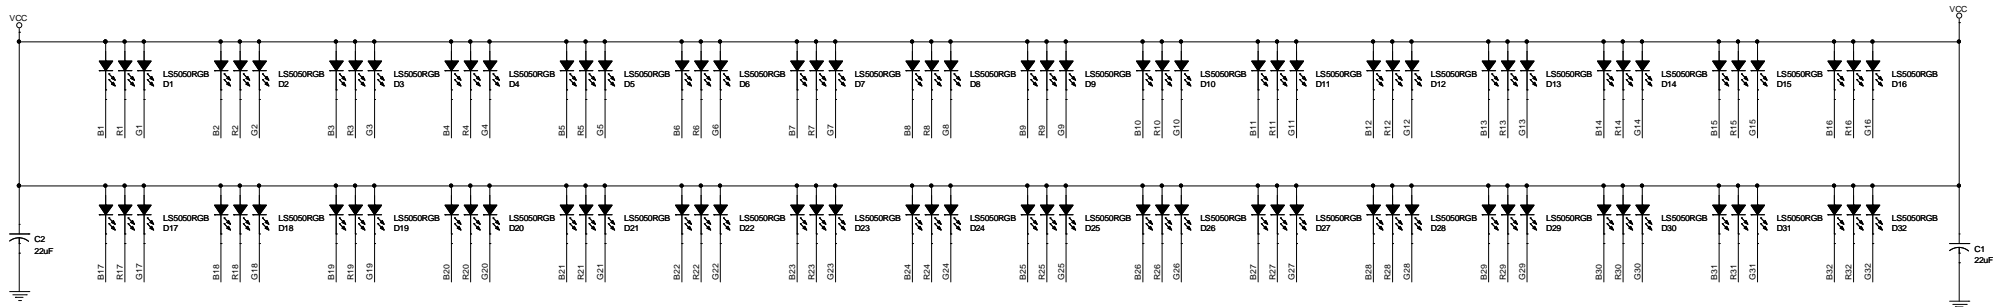 VCC VCC
LS5050RGB LS5050RGB LS5050RGB LS5050RGB LS5050RGB LS5050RGB LS5050RGB LS5050RGB LS5050RGB LS5050RGB LS5050RGB LS5050RGB LS5050RGB LS5050RGB LS5050RGB LS5050RGB
D1 D2 D3 D4 D5 D6 D7 D8 D9 D10 D11 D12 D13 D14 D15 D16
B1 R1 G1 B2 R2 G2 B3 R3 G3 B4 R4 G4 B5 R5 G5 B6 R6 G6 B7 R7 G7 B8 R8 G8 B9 R9 G9 B10 R10 G10 B11 R11 G11 B12 R12 G12 B13 R13 G13 B14 R14 G14 B15 R15 G15 B16 R16 G16
LS5050RGB LS5050RGB LS5050RGB LS5050RGB LS5050RGB LS5050RGB LS5050RGB LS5050RGB LS5050RGB LS5050RGB LS5050RGB LS5050RGB LS5050RGB LS5050RGB LS5050RGB LS5050RGB
D17 D18 D19 D20 D21 D22 D23 D24 D25 D26 D27 D28 D29 D30 D31 D32
C2 C1
22uF 22uF
B17 R17 G17 B18 R18 G18 B19 R19 G19 B20 R20 G20 B21 R21 G21 B22 R22 G22 B23 R23 G23 B24 R24 G24 B25 R25 G25 B26 R26 G26 B27 R27 G27 B28 R28 G28 B29 R29 G29 B30 R30 G30 B31 R31 G31 B32 R32 G32